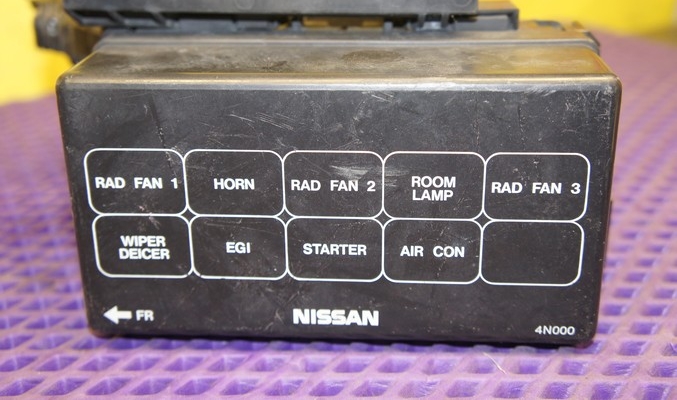 RAD FAN 1 HORN RAD FAN 2 ROOM LAMP RAD FAN 3
WIPER DEICER EGI STARTER AIR CON
FR NISSAN 4N000